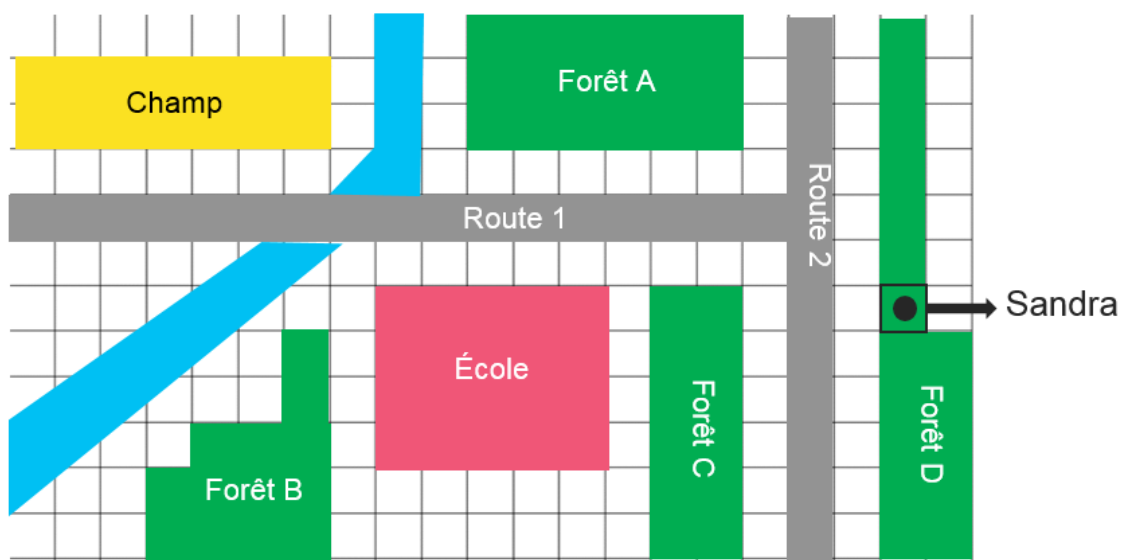 Forêt A
Champ
Route 1
Route 2
Sandra
École
Forêt C
Forêt D
Forêt B